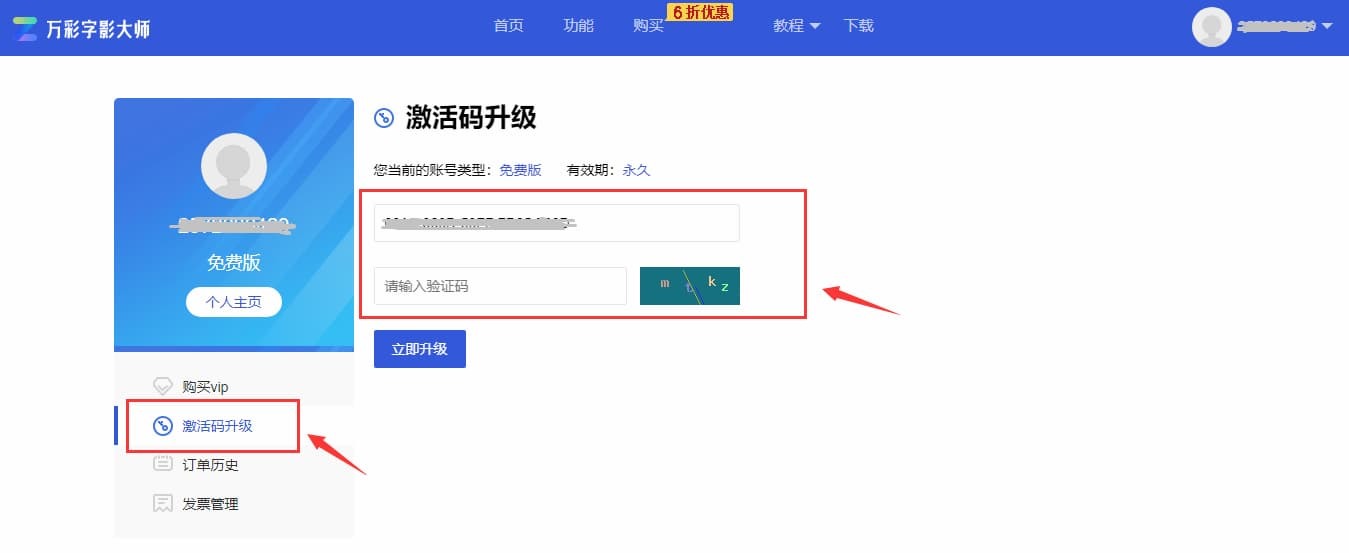 万彩字影大师
首页 功能 购买 6折优惠 教程 下载
激活码升级
您当前的账号类型：免费版 有效期：永久
免费版
个人主页
请输入验证码
立即升级
购买vip
激活码升级
订单历史
发票管理